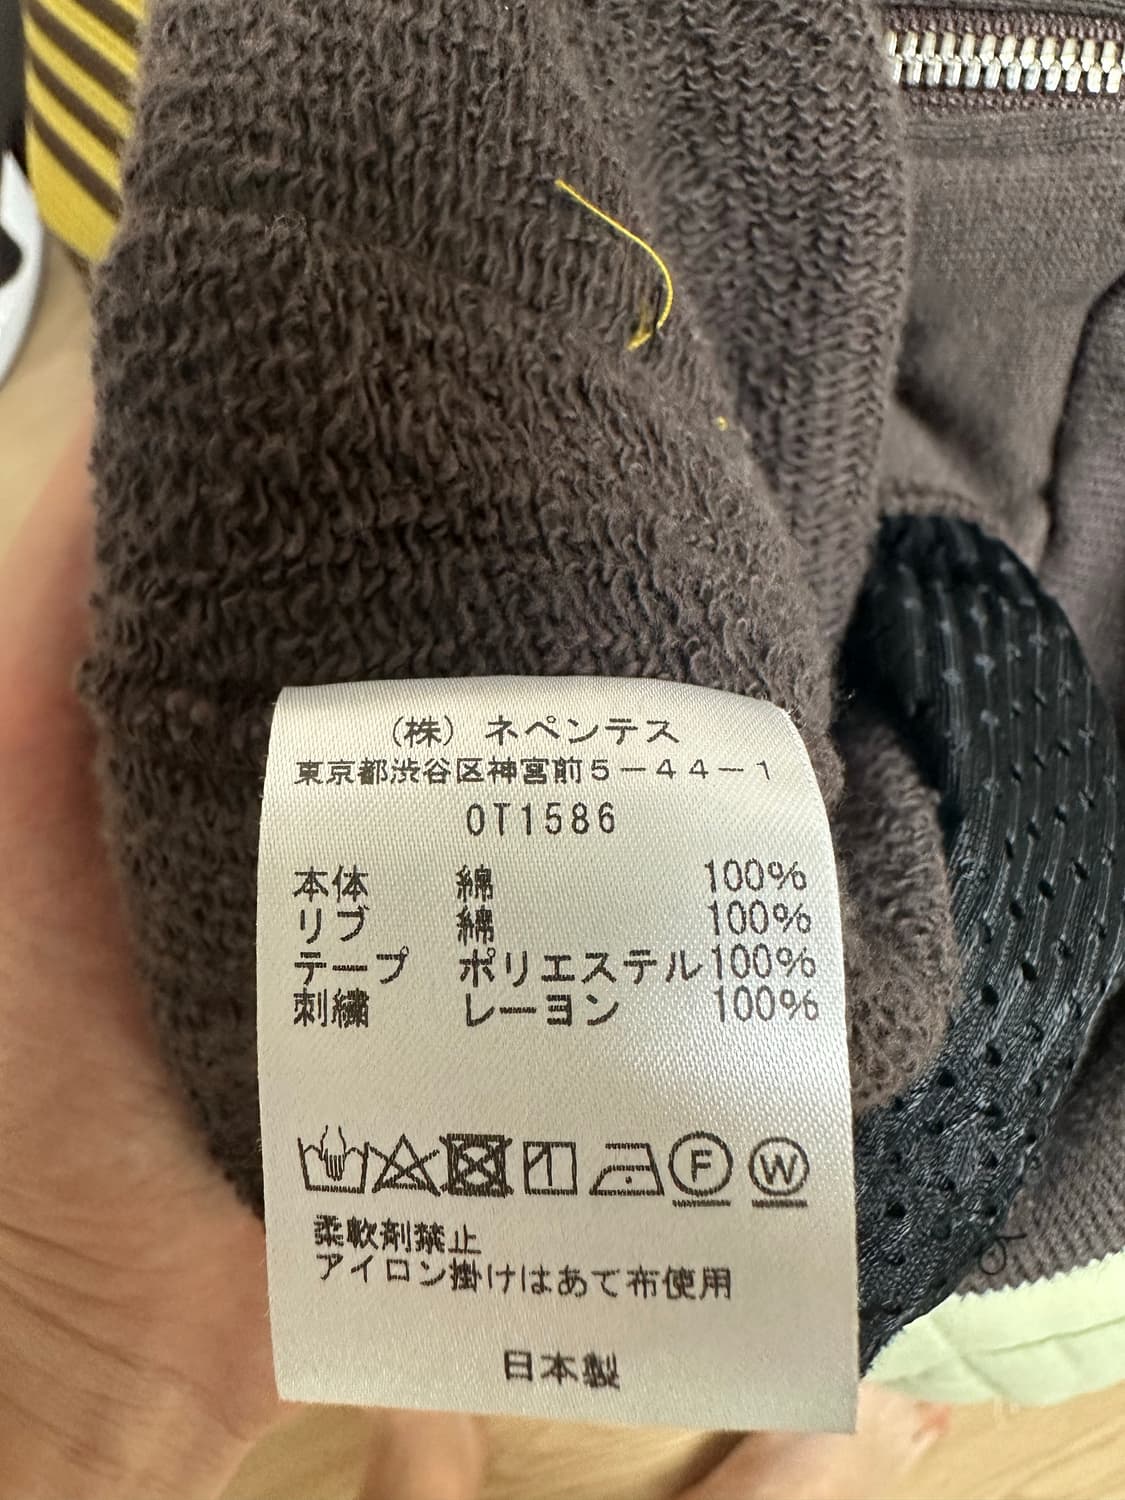 （株）ネペンテス
東京都渋谷区神宮前５－４４－１
OT1586
本体 綿 100%
リブ 綿 100%
テープ ポリエステル100%
刺繍 レーヨン 100%
F W
柔軟剤禁止
アイロン掛けはあて布使用
日本製